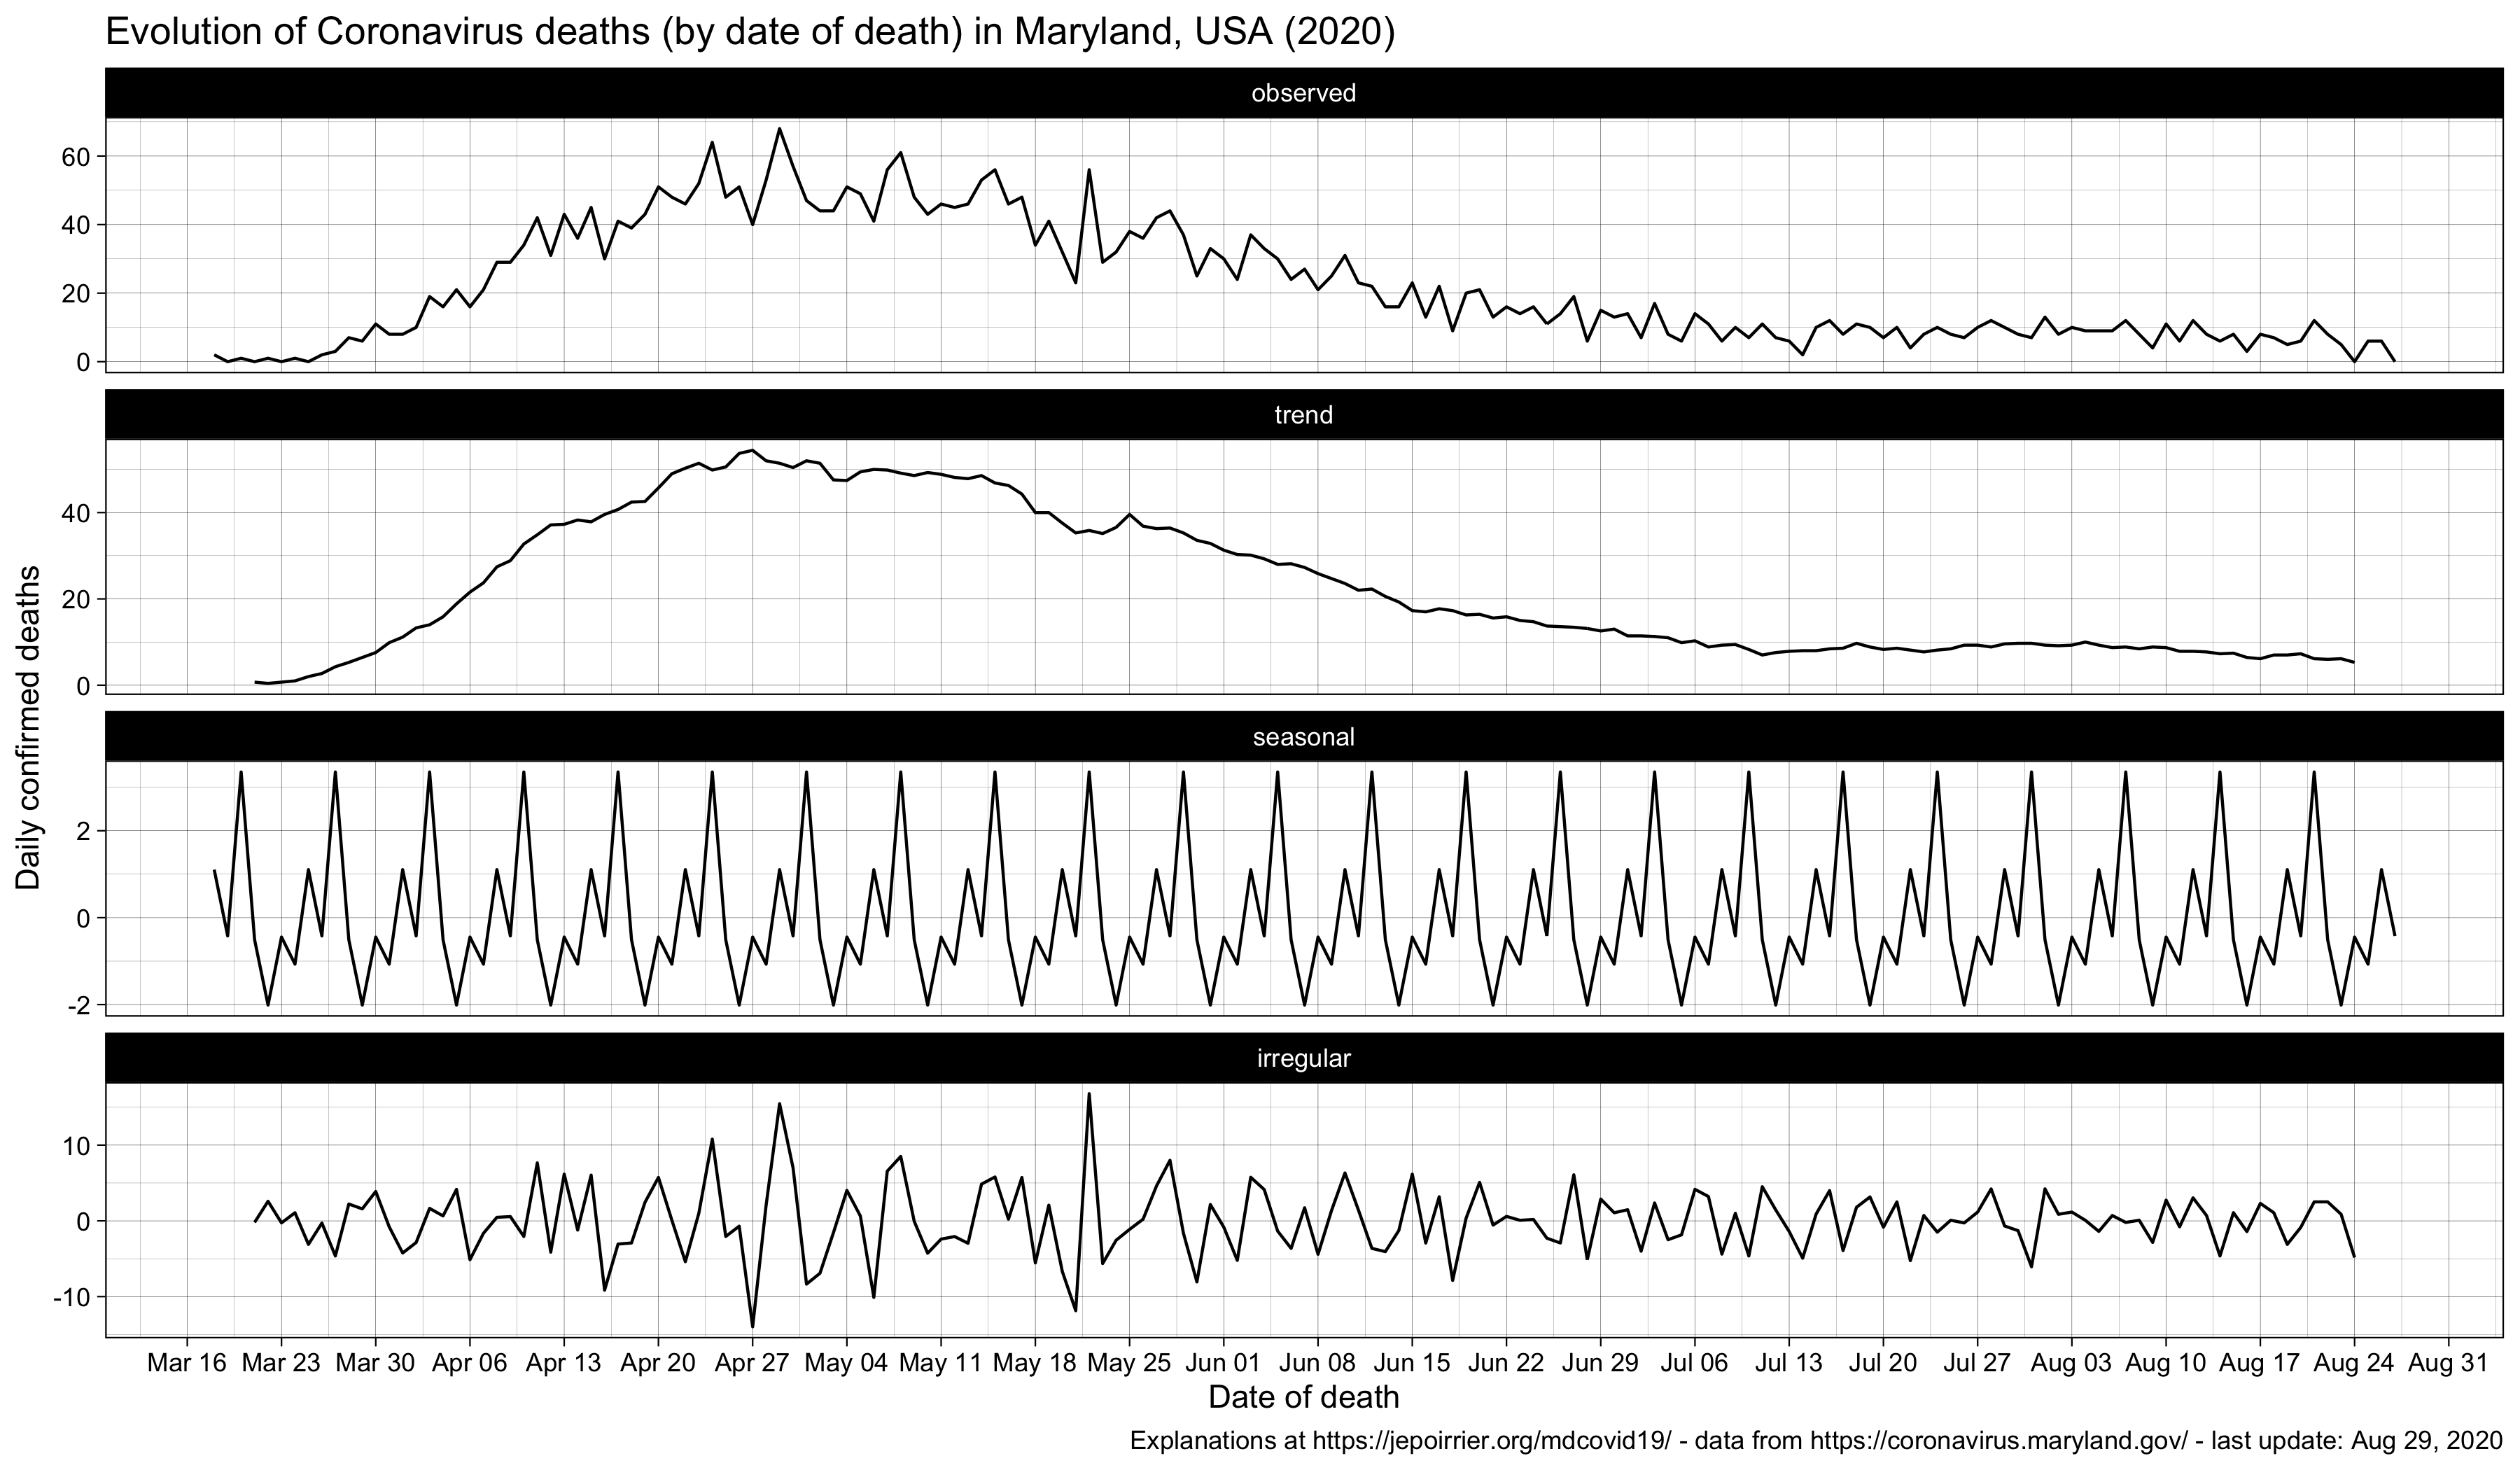 Evolution of Coronavirus deaths (by date of death) in Maryland, USA (2020)
observed
60
40
20
0
trend
40
20
0
seasonal
2
0
-2
irregular
10
0
-10
Daily confirmed deaths
Mar 16 Mar 23 Mar 30 Apr 06 Apr 13 Apr 20 Apr 27 May 04 May 11 May 18 May 25 Jun 01 Jun 08 Jun 15 Jun 22 Jun 29 Jul 06 Jul 13 Jul 20 Jul 27 Aug 03 Aug 10 Aug 17 Aug 24 Aug 31
Date of death
Explanations at https://jepoirrier.org/mdcovid19/ - data from https://coronavirus.maryland.gov/ - last update: Aug 29, 2020